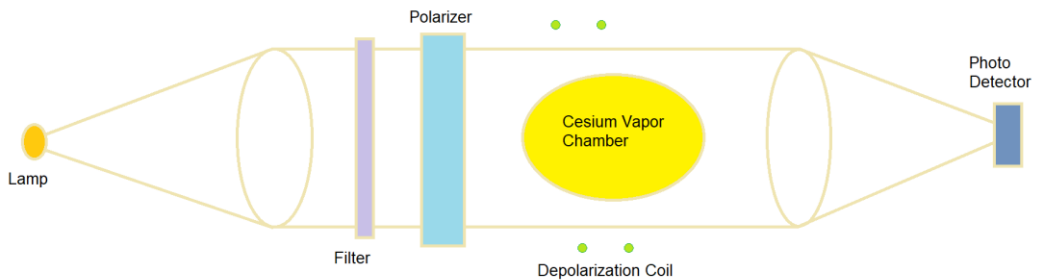 Polarizer
Photo
Detector
Cesium Vapor
Chamber
Lamp
Filter
Depolarization Coil